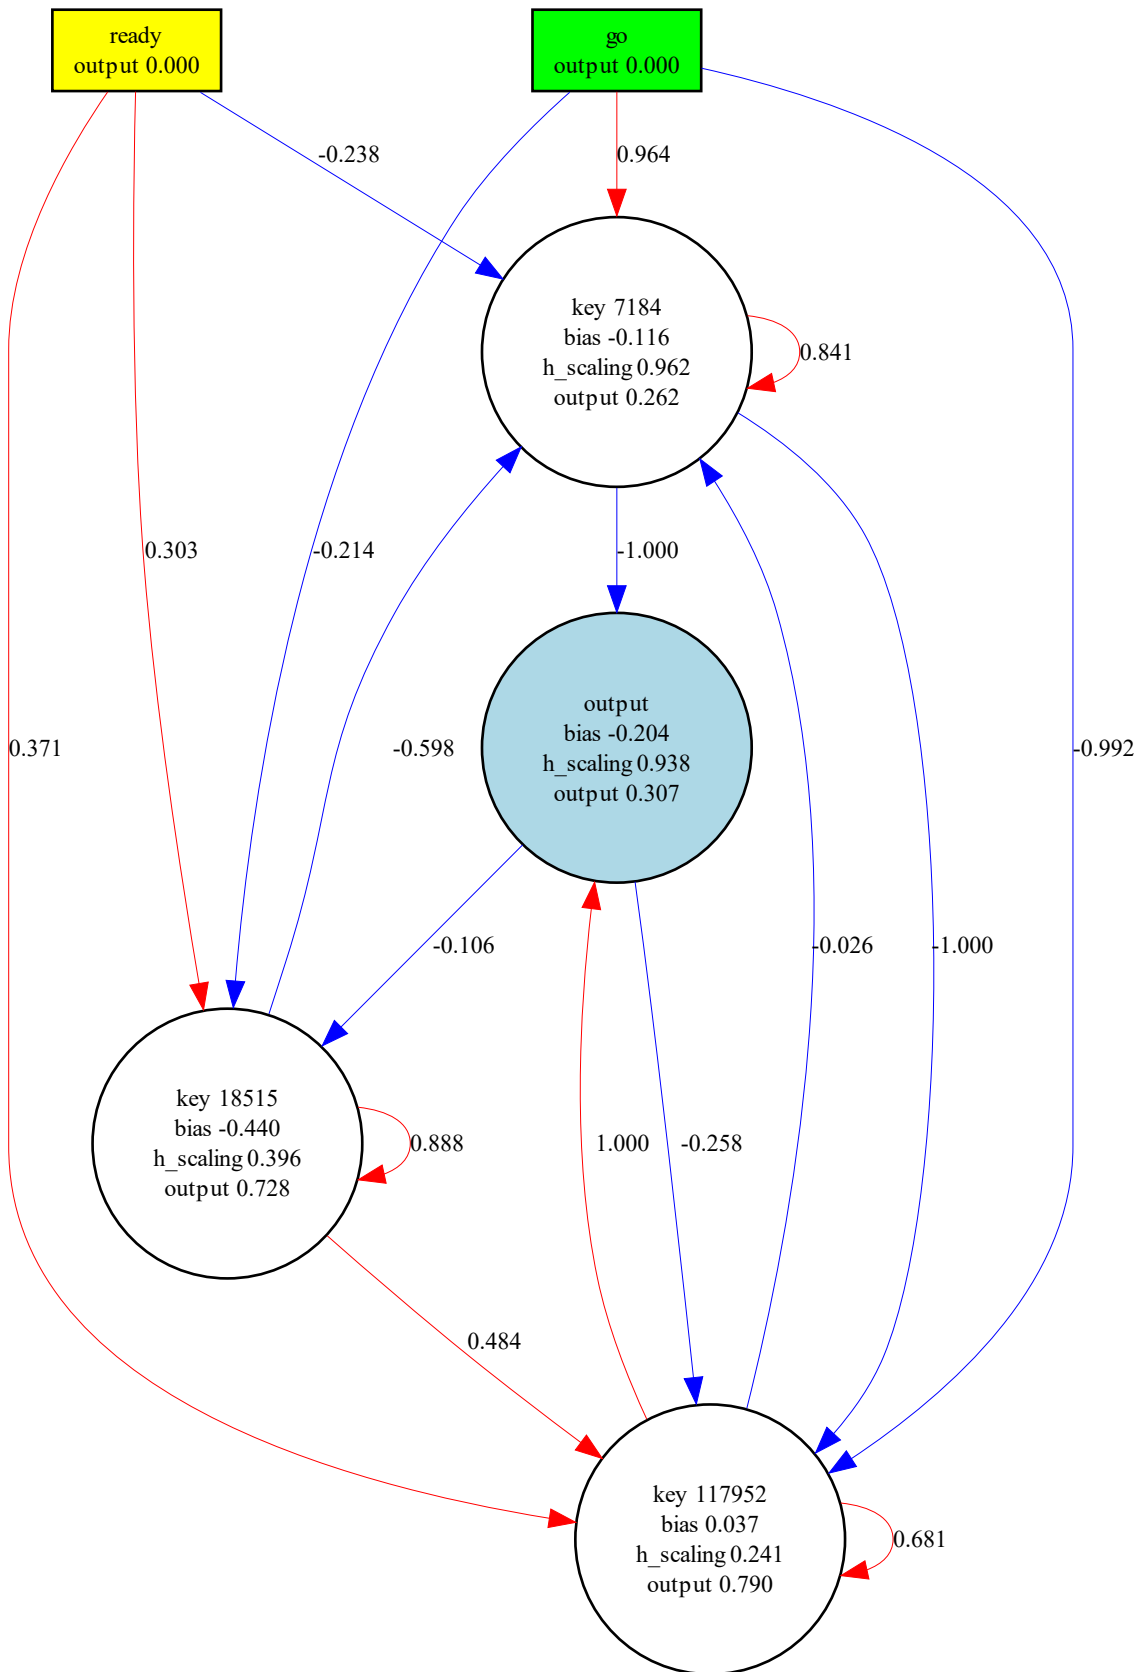 ready
output 0.000
go
output 0.000
-0.238
0.964
key 7184
bias -0.116
h_scaling 0.962
output 0.262
0.841
0.303
-0.214
-1.000
output
bias -0.204
h_scaling 0.938
output 0.307
0.371
-0.598
-0.992
-0.106
-0.026
-1.000
key 18515
bias -0.440
h_scaling 0.396
output 0.728
0.888
1.000
-0.258
0.484
key 117952
bias 0.037
h_scaling 0.241
output 0.790
0.681